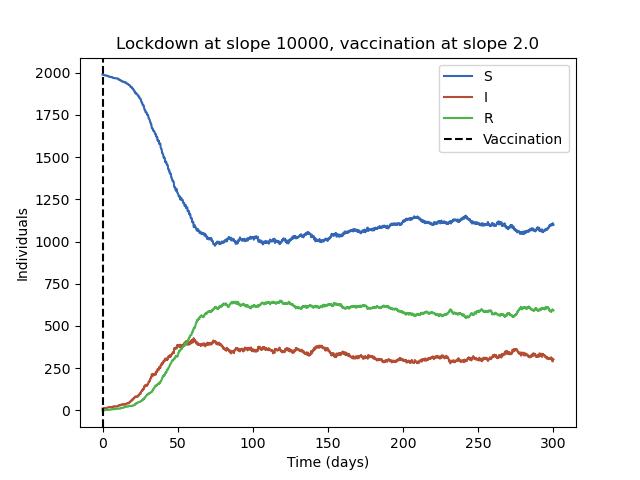 Lockdown at slope 10000, vaccination at slope 2.0
S
I
R
Vaccination
2000
1750
1500
1250
1000
750
500
250
0
Individuals
0 50 100 150 200 250 300
Time (days)